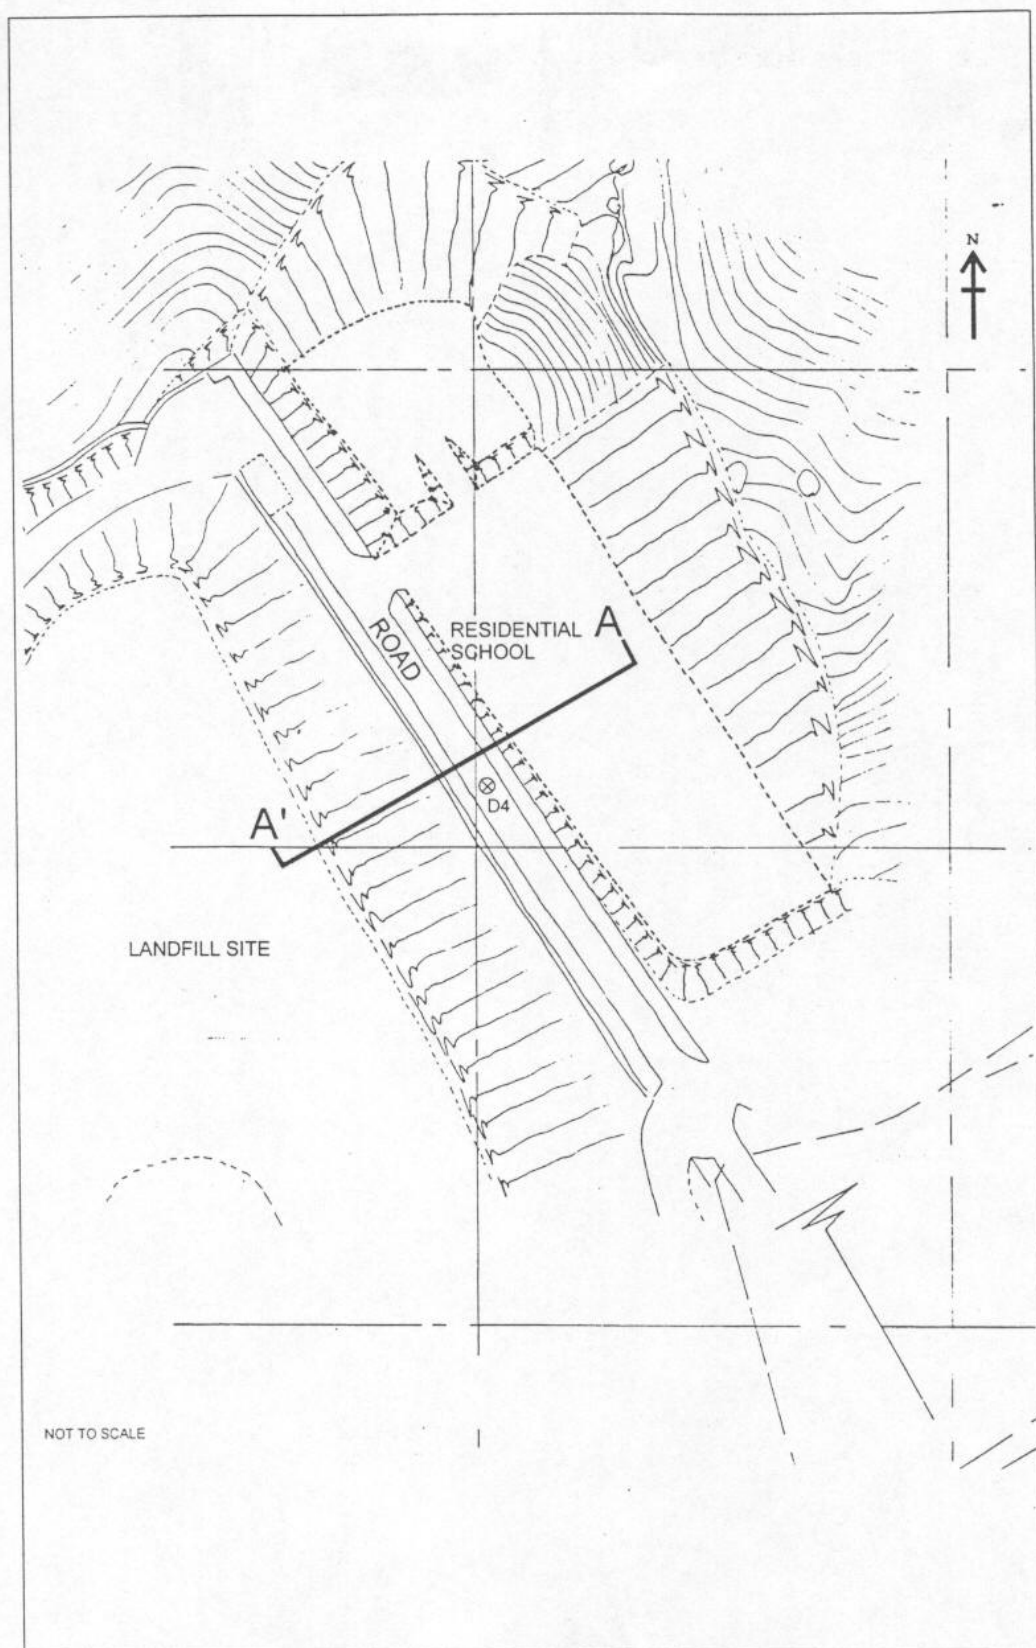 N
ROAD
RESIDENTIAL
SCHOOL
A
D4
A'
LANDFILL SITE
NOT TO SCALE